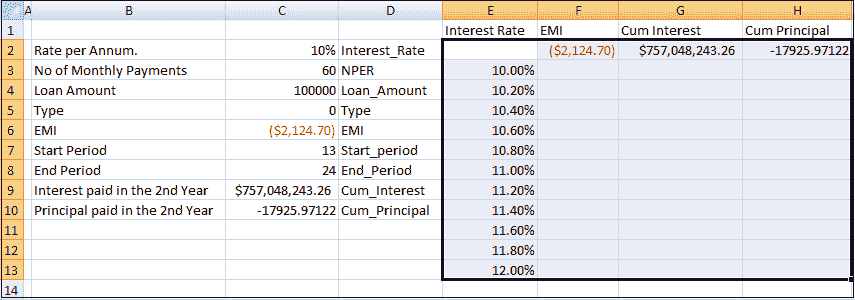 A B C D E F G H
1 Interest Rate EMI Cum Interest Cum Principal
2 Rate per Annum. 10% Interest_Rate ($2,124.70) $757,048,243.26 -17925.97122
3 No of Monthly Payments 60 NPER 10.00%
4 Loan Amount 100000 Loan_Amount 10.20%
5 Type 0 Type 10.40%
6 EMI ($2,124.70) EMI 10.60%
7 Start Period 13 Start_period 10.80%
8 End Period 24 End_Period 11.00%
9 Interest paid in the 2nd Year $757,048,243.26 Cum_Interest 11.20%
10 Principal paid in the 2nd Year -17925.97122 Cum_Principal 11.40%
11 11.60%
12 11.80%
13 12.00%
14